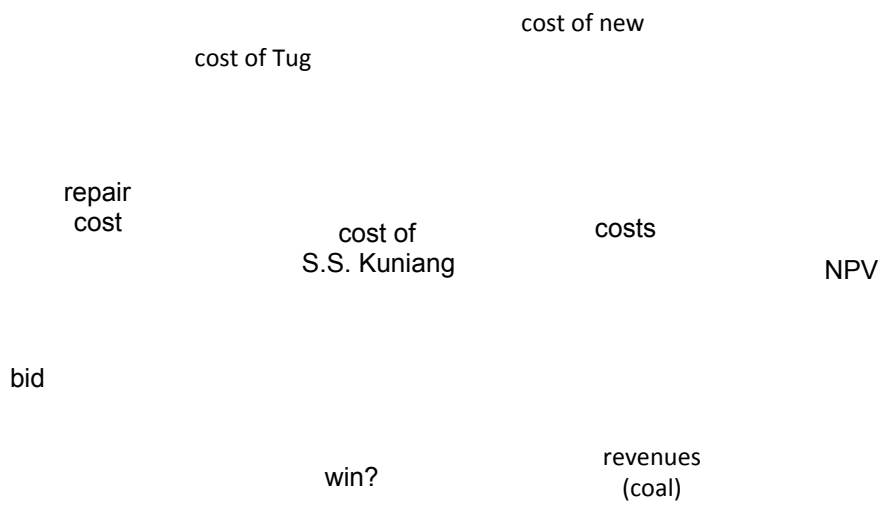 cost of new
cost of Tug
repair
cost
cost of
S.S. Kuniang
costs
NPV
bid
win?
revenues
(coal)